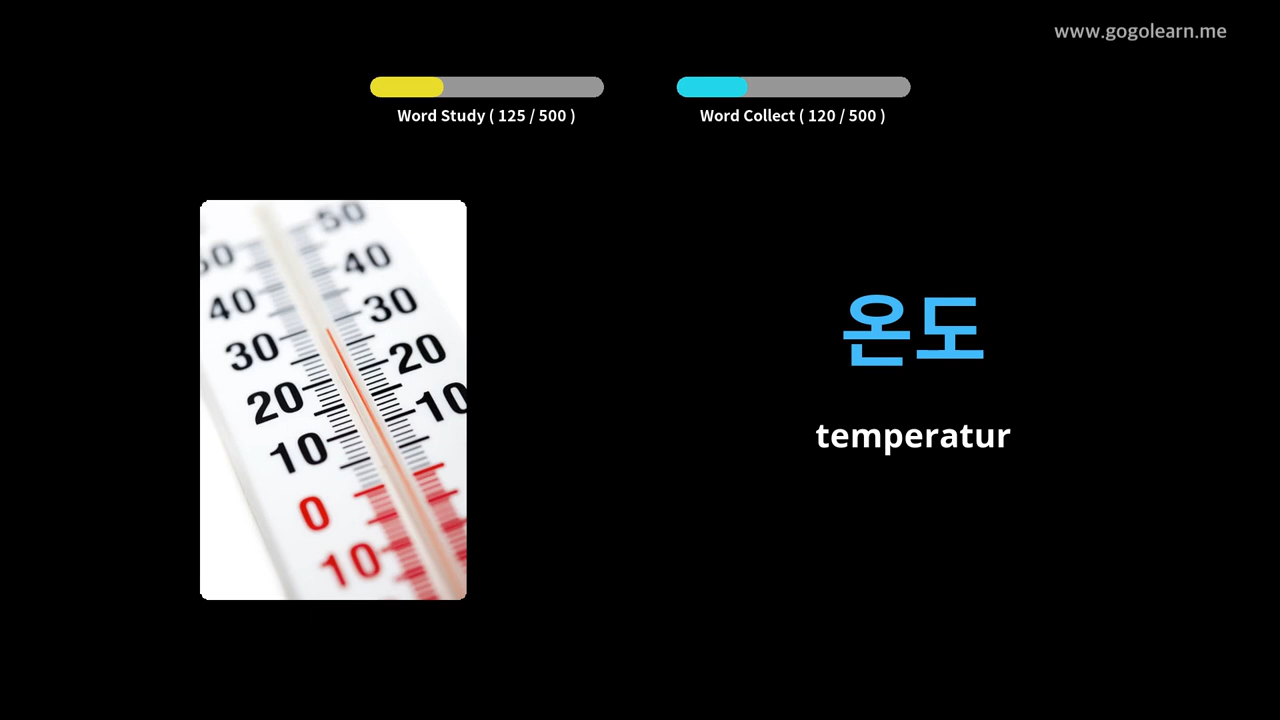 www.gogolearn.me
Word Study ( 125 / 500 )
Word Collect ( 120 / 500 )
50
40
30
20
10
40
30
20
10
0
10
온도
temperatur